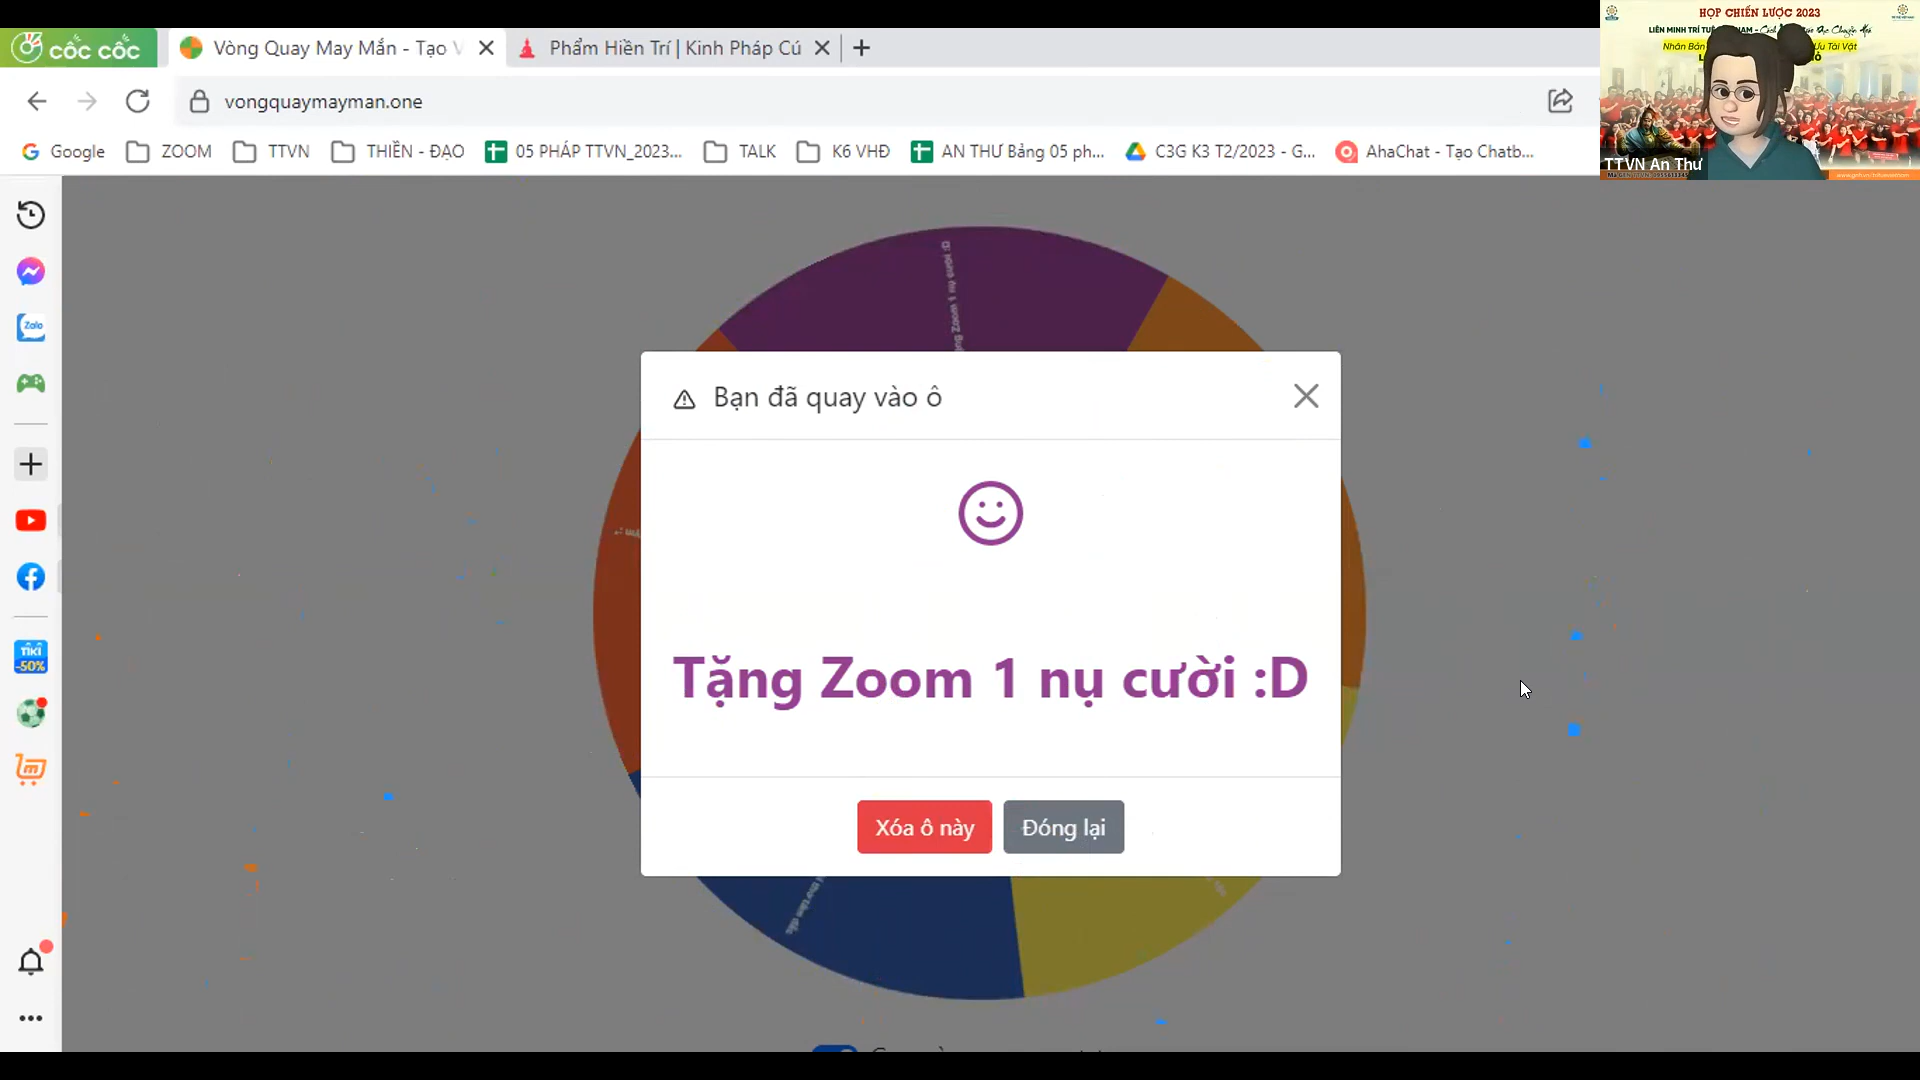 cốc cốc
Vòng Quay May Mắn - Tạo V
Phẩm Hiền Trí | Kinh Pháp Cú
vongquaymayman.one
Google
ZOOM
TTVN
THIỀN - ĐẠO
05 PHÁP TTVN_2023...
TALK
K6 VHĐ
AN THƯ Bảng 05 ph...
C3G K3 T2/2023 - G...
AhaChat - Tạo Chatb...
HỌP CHIẾN LƯỢC 2023
TTVN An Thư
Zalo
TIKI
-50%
Bạn đã quay vào ô
Tặng Zoom 1 nụ cười :D
Xóa ô này
Đóng lại